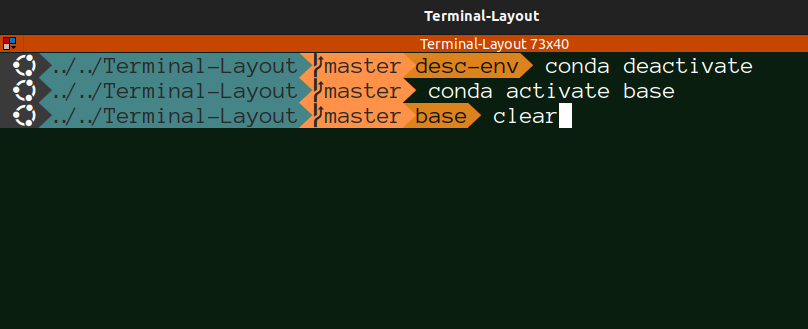 Terminal-Layout
Terminal-Layout 73x40
../../Terminal-Layout master desc-env conda deactivate
../../Terminal-Layout master conda activate base
../../Terminal-Layout master base clear